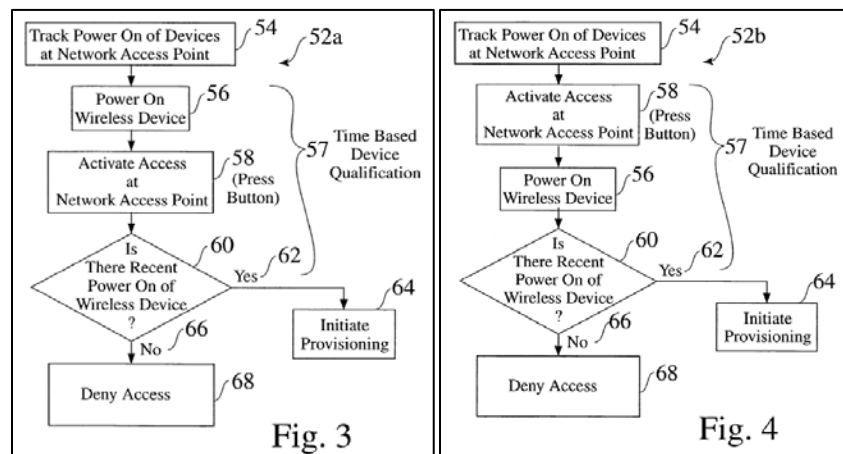 Track Power On of Devices
at Network Access Point
54
52a
Power On
Wireless Device
56
Activate Access
at
Network Access Point
58
(Press
Button)
57
Time Based
Device
Qualification
Is
There Recent
Power On of
Wireless Device
?
60
Yes
62
64
Initiate
Provisioning
66
No
Deny Access
68
Fig. 3
Track Power On of Devices
at Network Access Point
54
52b
Activate Access
at
Network Access Point
58
(Press
Button)
57
Time Based
Device
Qualification
Power On
Wireless Device
56
Is
There Recent
Power On of
Wireless Device
?
60
Yes
62
64
Initiate
Provisioning
66
No
Deny Access
68
Fig. 4